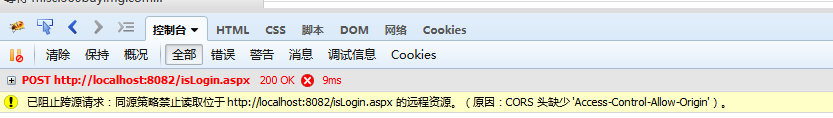 控制台 HTML CSS 脚本 DOM 网络 Cookies
清除 保持 概况 全部 错误 警告 消息 调试信息 Cookies
POST http://localhost:8082/isLogin.aspx 200 OK 9ms
已阻止跨源请求：同源策略禁止读取位于 http://localhost:8082/isLogin.aspx 的远程资源。（原因：CORS 头缺少 'Access-Control-Allow-Origin'）。